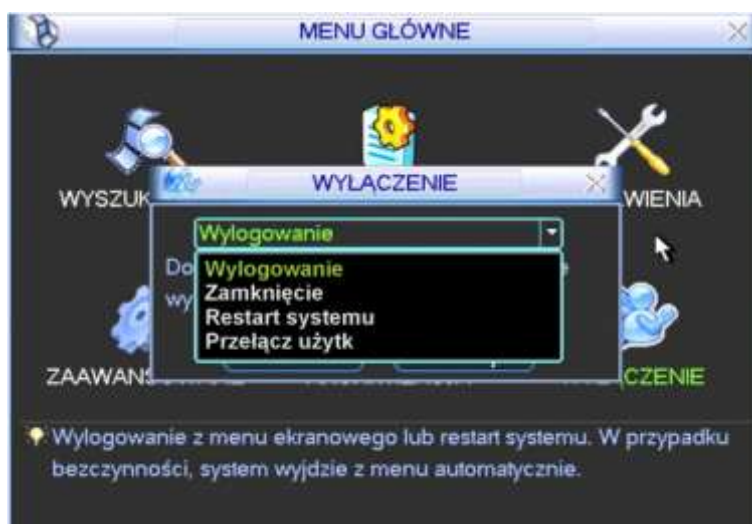 MENU GŁÓWNE
WYSZUK
WIENIA
WYŁĄCZENIE
Wylogowanie
Do
wy
Wylogowanie
Zamknięcie
Restart systemu
Przełącz użytk
ZAAWAN
CZENIE
Wylogowanie z menu ekranowego lub restart systemu. W przypadku
bezczynności, system wyjdzie z menu automatycznie.